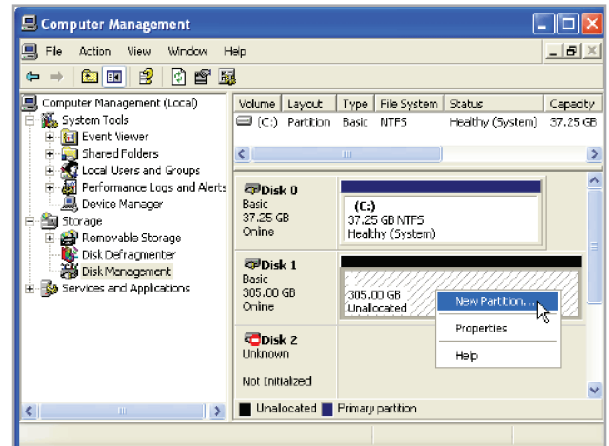 Computer Management
File Action View Window Help
Computer Management (Local)
System Tools
Event Viewer
Shared Folders
Local Users and Groups
Performance Logs and Alerts
Device Manager
Storage
Removable Storage
Disk Defragmenter
Disk Management
Services and Applications
Volume Layout Type File System Status Capacity
(C:) Partition Basic NTFS Healthy (System) 37.25 GB
Disk 0
Basic
37.25 GB
Online
(C:)
37.25 GB NTFS
Healthy (System)
Disk 1
Basic
305.00 GB
Online
305.00 GB
Unallocated
New Partition...
Properties
Help
Disk 2
Unknown
Not Initialized
Unallocated Primary partition